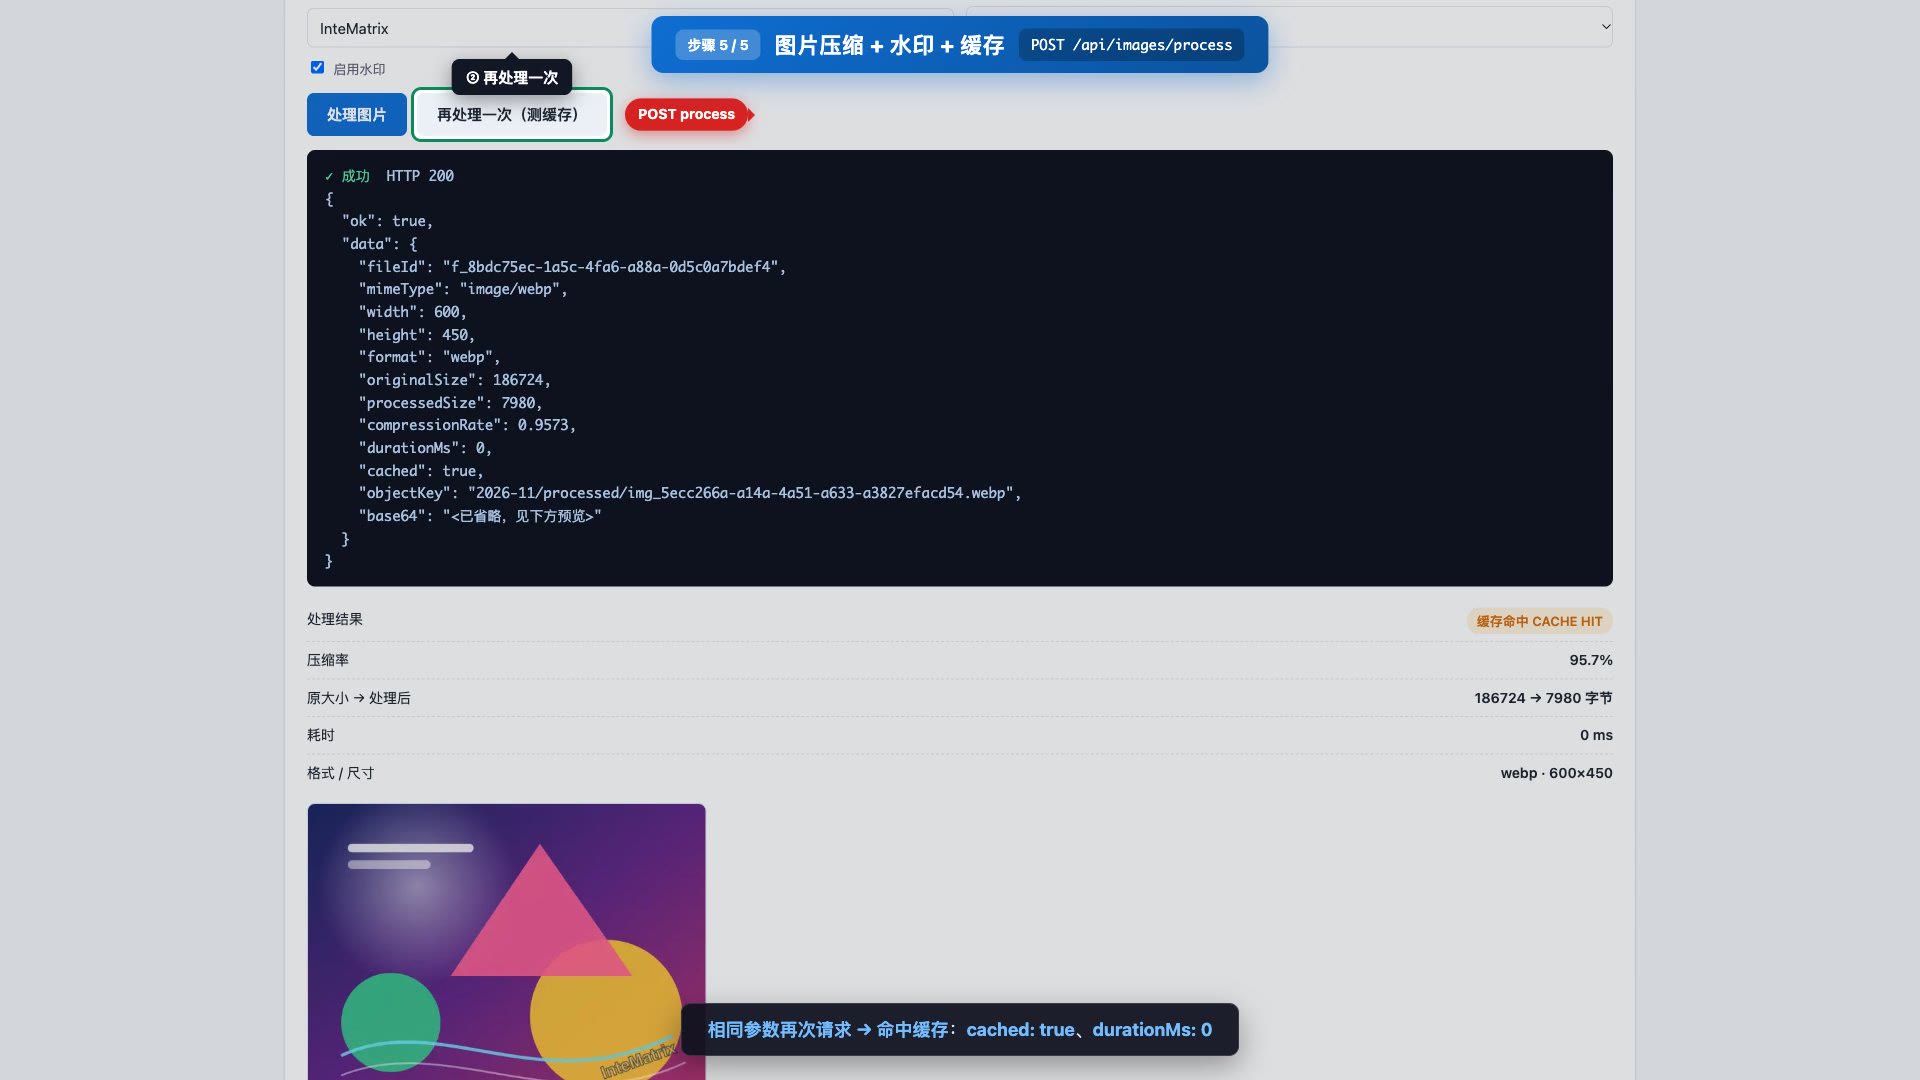 InteMatrix
步骤 5 / 5 图片压缩 + 水印 + 缓存 POST /api/images/process
启用水印
② 再处理一次
处理图片 再处理一次（测缓存） POST process
✓ 成功 HTTP 200
{
"ok": true,
"data": {
"fileId": "f_8bdc75ec-1a5c-4fa6-a88a-0d5c0a7bdef4",
"mimeType": "image/webp",
"width": 600,
"height": 450,
"format": "webp",
"originalSize": 186724,
"processedSize": 7980,
"compressionRate": 0.9573,
"durationMs": 0,
"cached": true,
"objectKey": "2026-11/processed/img_5ecc266a-a14a-4a51-a633-a3827efacd54.webp",
"base64": "<已省略，见下方预览>"
}
}
处理结果 缓存命中 CACHE HIT
压缩率 95.7%
原大小 → 处理后 186724 → 7980 字节
耗时 0 ms
格式 / 尺寸 webp · 600×450
相同参数再次请求 → 命中缓存：cached: true、durationMs: 0
InteMatrix